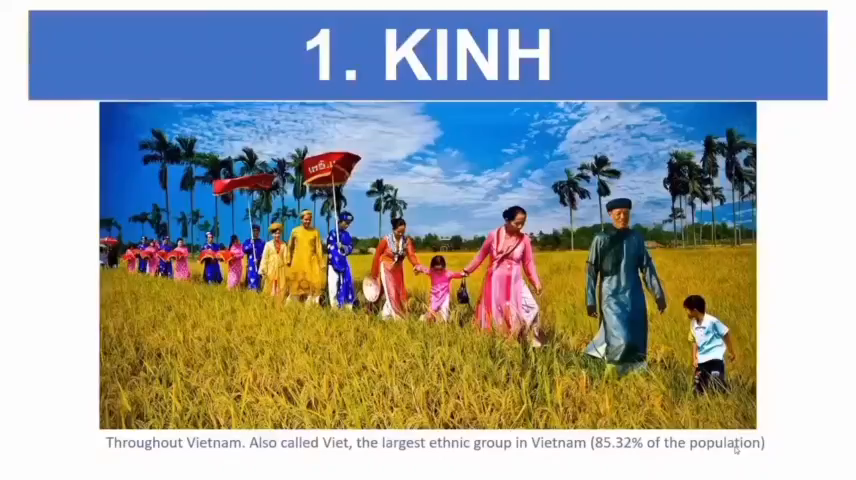 1. KINH
Throughout Vietnam. Also called Viet, the largest ethnic group in Vietnam (85.32% of the population)